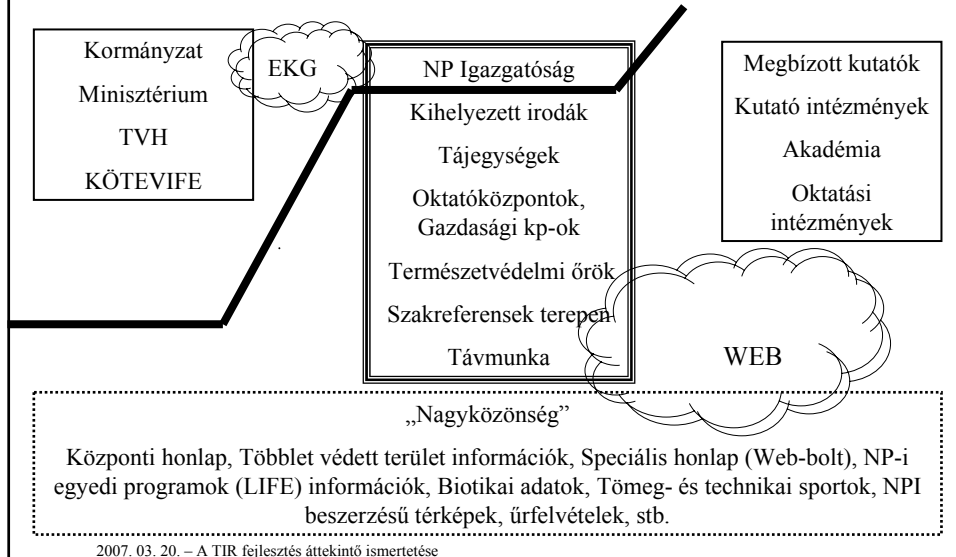 Kormányzat
Minisztérium
TVH
KÖTEVIFE
EKG
NP Igazgatóság
Kihelyezett irodák
Tájegységek
Oktatóközpontok,
Gazdasági kp-ok
Természetvédelmi őrök
Szakreferensek terepen
Távmunka
Megbízott kutatók
Kutató intézmények
Akadémia
Oktatási
intézmények
WEB
„Nagyközönség”
Központi honlap, Többlet védett terület információk, Speciális honlap (Web-bolt), NP-i
egyedi programok (LIFE) információk, Biotikai adatok, Tömeg- és technikai sportok, NPI
beszerzésű térképek, űrfelvételek, stb.
2007. 03. 20. – A TIR fejlesztés áttekintő ismertetése